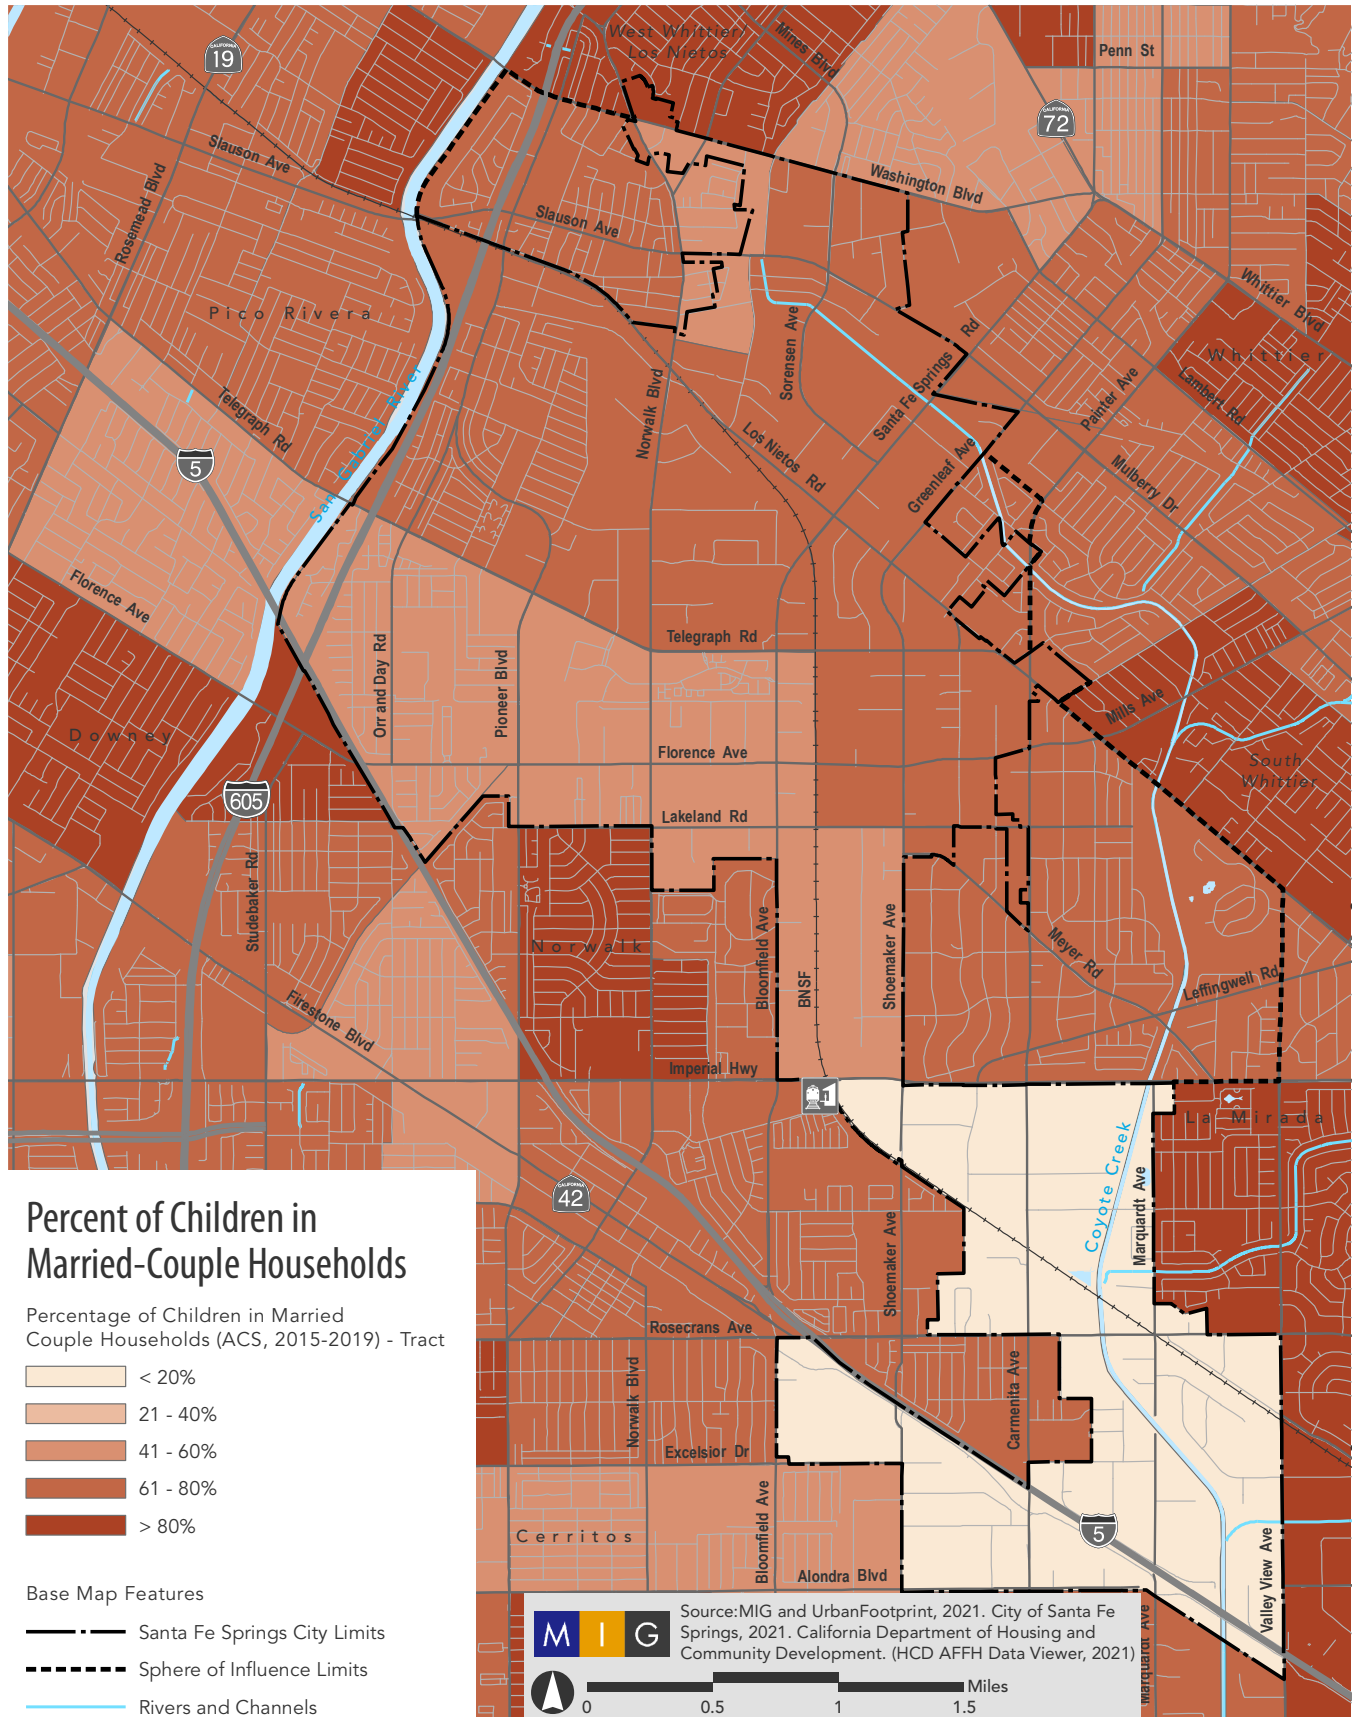 West Whittier/
Los Nietos
Mines Blvd
Penn St
CALIFORNIA
19
CALIFORNIA
72
Slauson Ave
Rosemead Blvd
Washington Blvd
Slauson Ave
Whittier Blvd
Pico Rivera
Sorensen Ave
Santa Fe Springs Rd
Whittier
Lambert Rd
Painter Ave
San Gabriel River
Telegraph Rd
Norwalk Blvd
Los Nietos Rd
Greenleaf Ave
Mulberry Dr
5
Florence Ave
Telegraph Rd
Orr and Day Rd
Pioneer Blvd
Mills Ave
Downey
Florence Ave
South
Whittier
605
Lakeland Rd
Studebaker Rd
Norwalk
Bloomfield Ave
BNSF
Shoemaker Ave
Meyer Rd
Leffingwell Rd
Firestone Blvd
Imperial Hwy
La Mirada
Coyote Creek
Marquardt Ave
CALIFORNIA
42
Shoemaker Ave
Rosecrans Ave
Norwalk Blvd
Carmenita Ave
Excelsior Dr
Cerritos
Bloomfield Ave
5
Valley View Ave
Alondra Blvd
Marquardt Ave
Percent of Children in
Married-Couple Households
Percentage of Children in Married
Couple Households (ACS, 2015-2019) - Tract
< 20%
21 - 40%
41 - 60%
61 - 80%
> 80%
Base Map Features
Santa Fe Springs City Limits
Sphere of Influence Limits
Rivers and Channels
M I G
Source:MIG and UrbanFootprint, 2021. City of Santa Fe
Springs, 2021. California Department of Housing and
Community Development. (HCD AFFH Data Viewer, 2021)
Miles
0 0.5 1 1.5